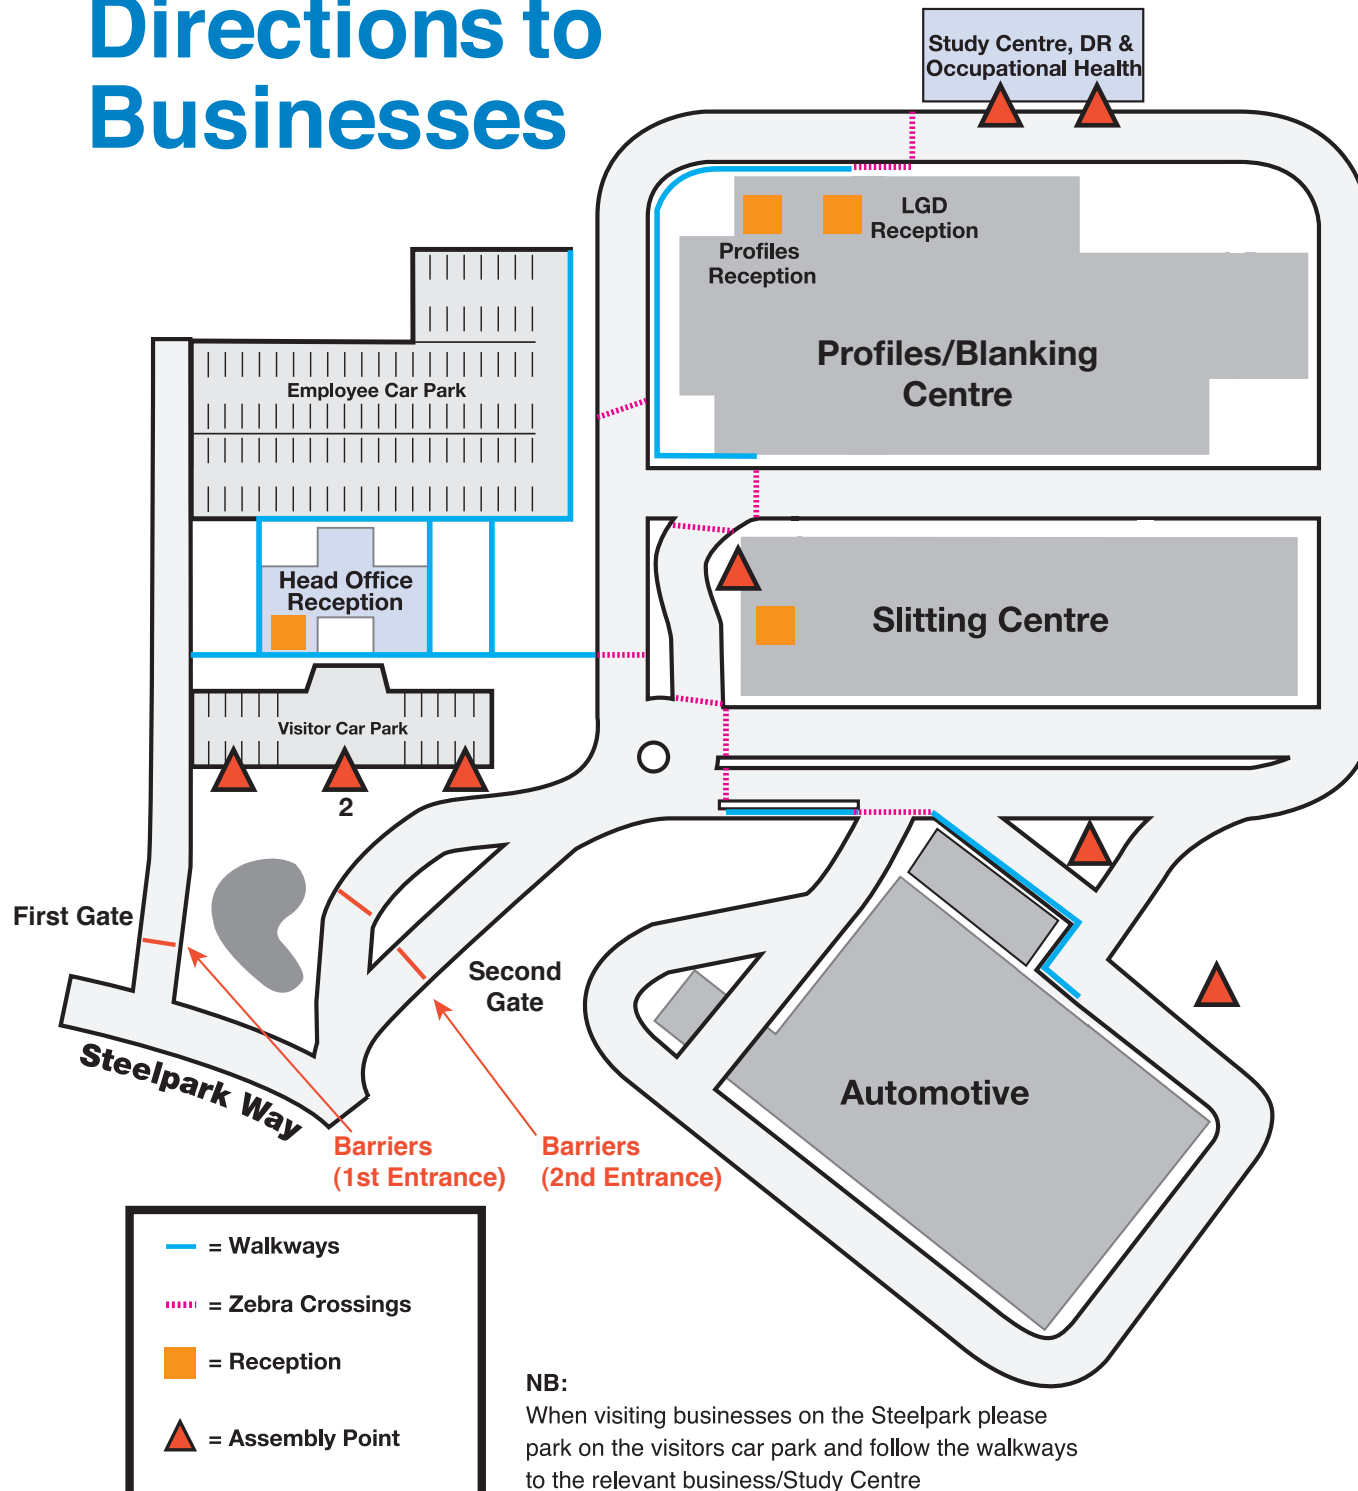 Directions to
Businesses
Study Centre, DR &
Occupational Health
LGD
Reception
Profiles
Reception
Profiles/Blanking
Centre
Employee Car Park
Head Office
Reception
Slitting Centre
Visitor Car Park
2
First Gate
Second
Gate
Steelpark Way
Automotive
Barriers
(1st Entrance)
Barriers
(2nd Entrance)
= Walkways
= Zebra Crossings
= Reception
= Assembly Point
NB:
When visiting businesses on the Steelpark please
park on the visitors car park and follow the walkways
to the relevant business/Study Centre